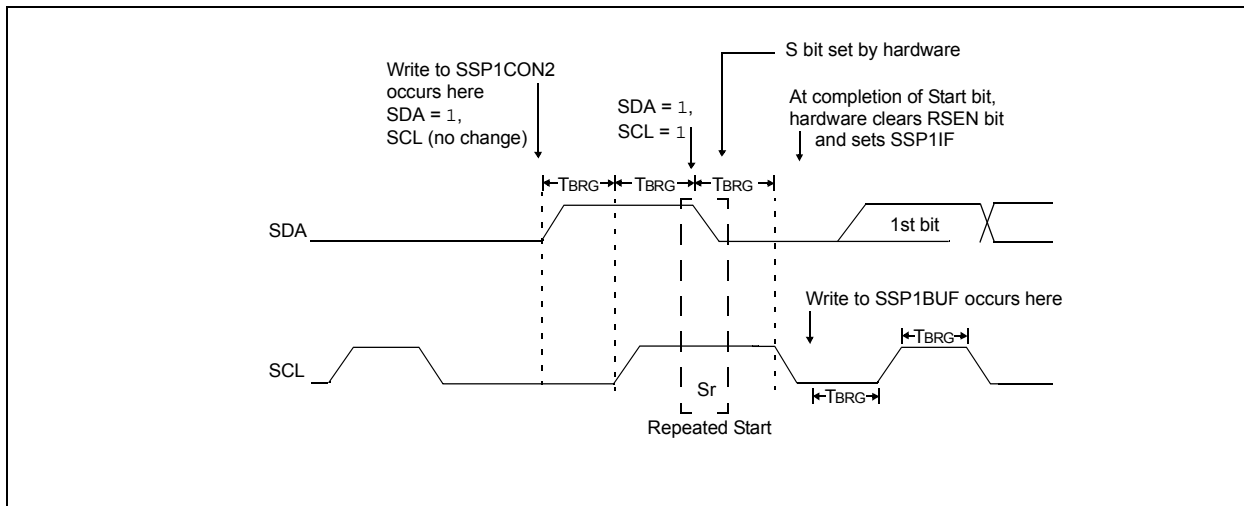 S bit set by hardware
Write to SSP1CON2
occurs here
SDA = 1,
SCL (no change)
SDA = 1,
SCL = 1
At completion of Start bit,
hardware clears RSEN bit
and sets SSP1IF
TBRG
TBRG
TBRG
SDA
1st bit
Write to SSP1BUF occurs here
TBRG
SCL
Sr
TBRG
Repeated Start